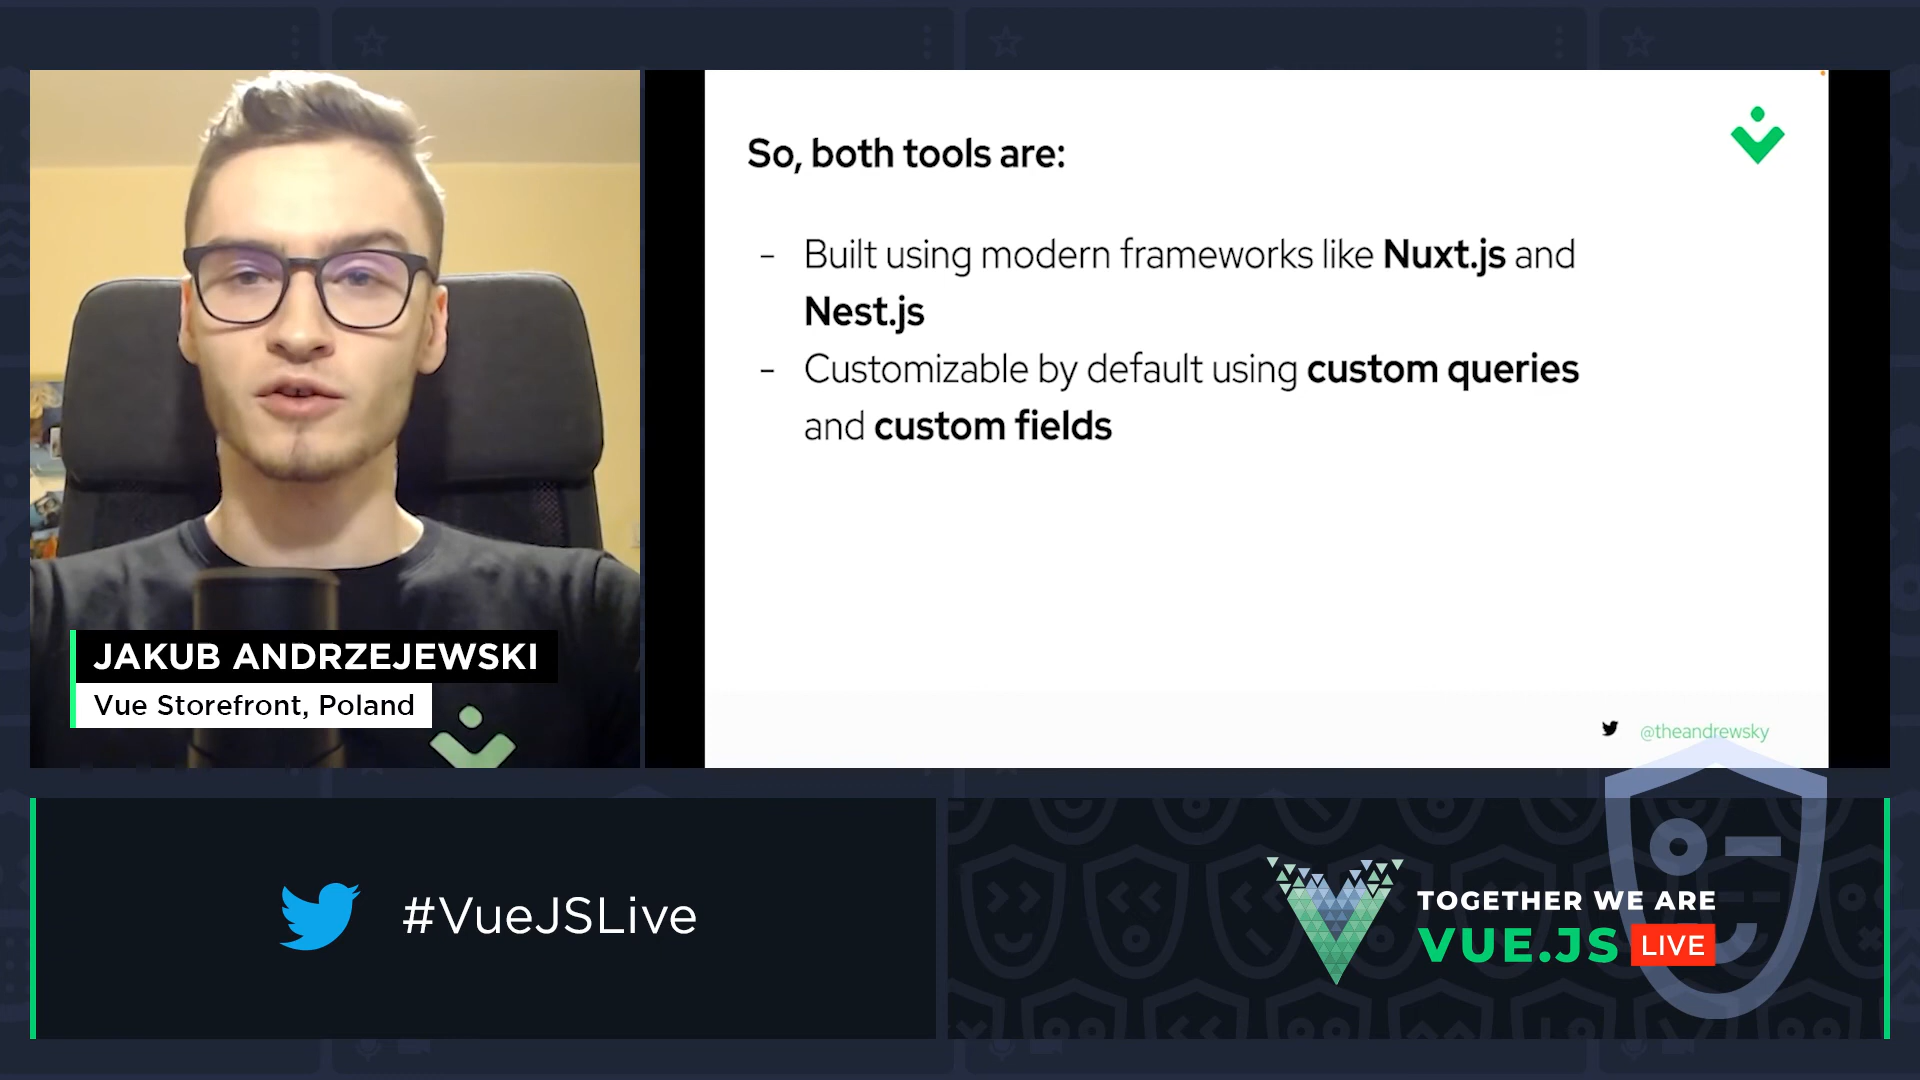 So, both tools are:
- Built using modern frameworks like Nuxt.js and
Nest.js
- Customizable by default using custom queries
and custom fields
@theandrewsky
JAKUB ANDRZEJEWSKI
Vue Storefront, Poland
#VueJSLive
TOGETHER WE ARE
VUE.JS LIVE